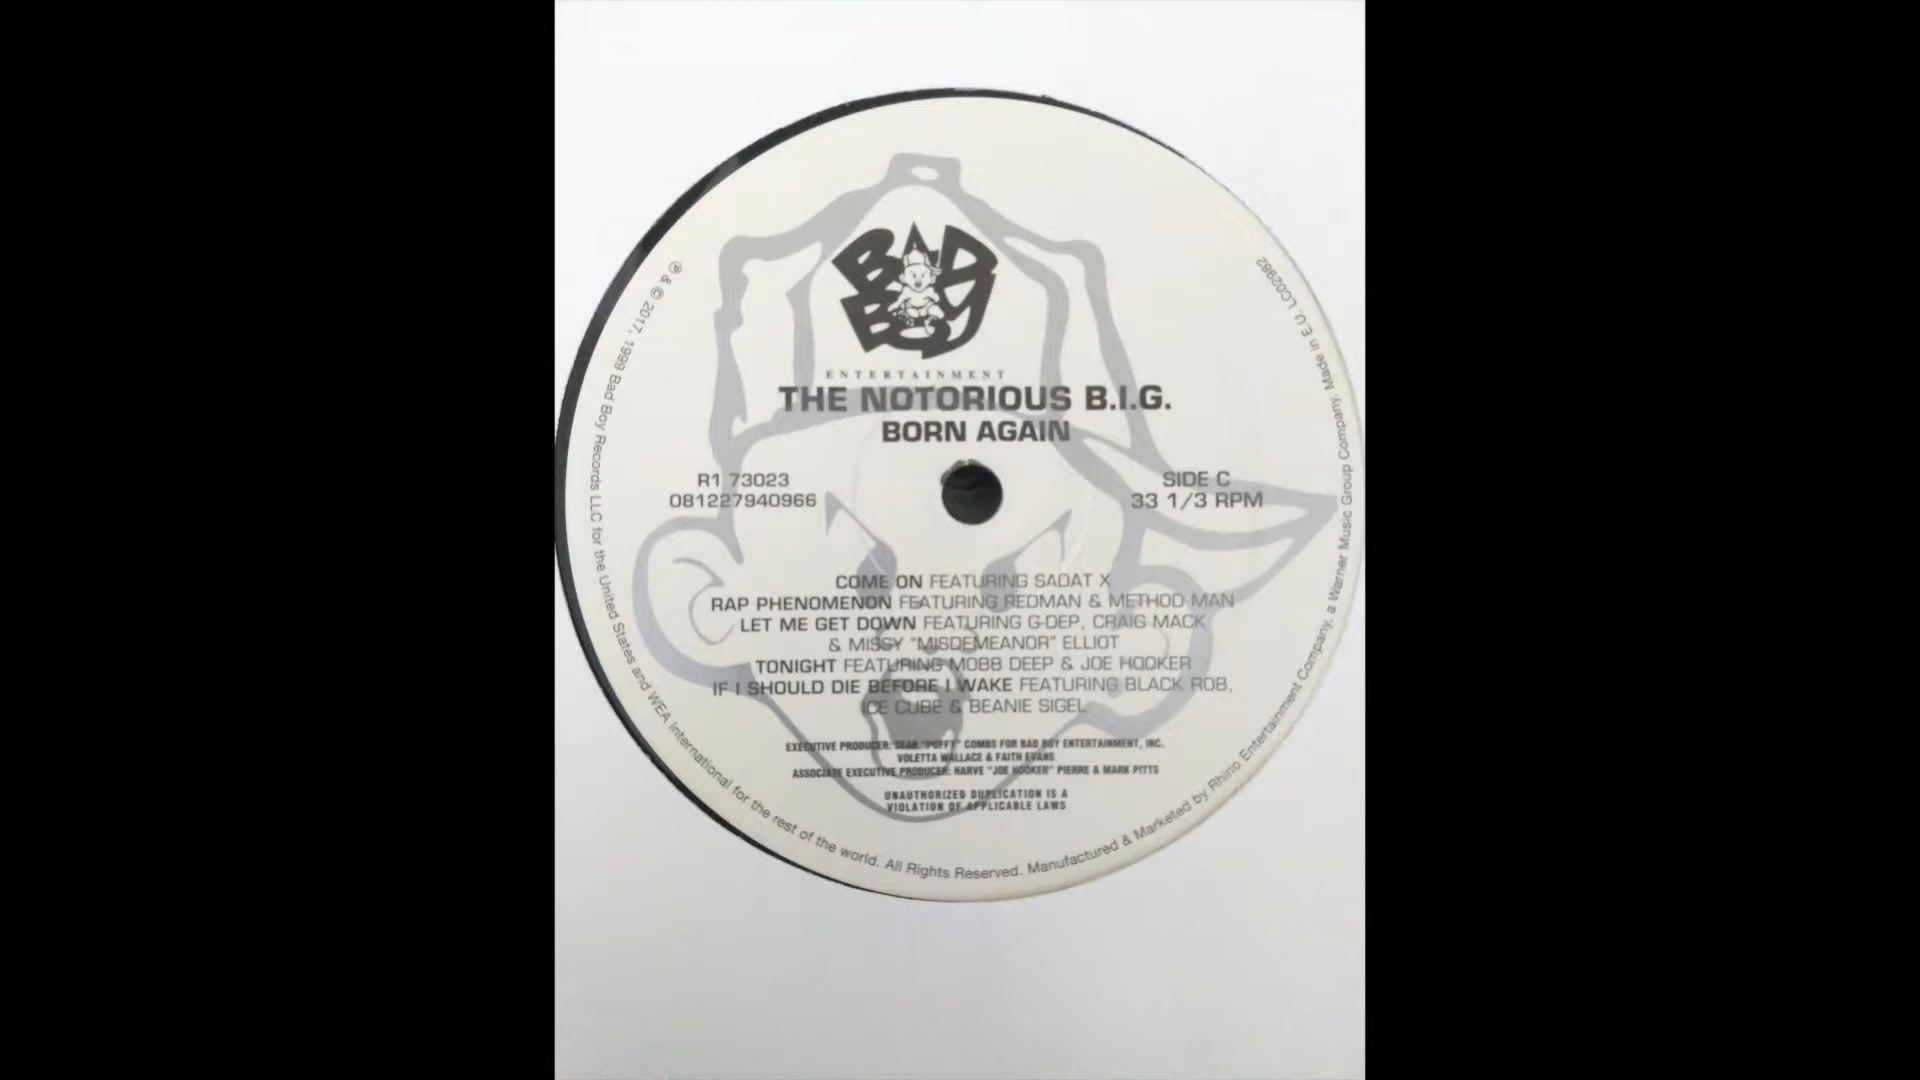 BAD BOY
ENTERTAINMENT
THE NOTORIOUS B.I.G.
BORN AGAIN
R1 73023
081227940966
SIDE C
33 1/3 RPM
COME ON FEATURING SADAT X
RAP PHENOMENON FEATURING REDMAN & METHOD MAN
LET ME GET DOWN FEATURING G-DEP, CRAIG MACK
& MISSY "MISDEMEANOR" ELLIOT
TONIGHT FEATURING MOBB DEEP & JOE HOOKER
IF I SHOULD DIE BEFORE I WAKE FEATURING BLACK ROB,
ICE CUBE & BEANIE SIGEL
EXECUTIVE PRODUCER: SEAN "PUFFY" COMBS FOR BAD BOY ENTERTAINMENT, INC.
VOLETTA WALLACE & FAITH EVANS
ASSOCIATE EXECUTIVE PRODUCER: HARVE "JOE HOOKER" PIERRE & MARK PITTS
UNAUTHORIZED DUPLICATION IS A
VIOLATION OF APPLICABLE LAWS
℗ & © 2017, 1999 Bad Boy Records LLC for the United States and WEA International for the rest of the world. All Rights Reserved. Manufactured & Marketed by Rhino Entertainment Company, a Warner Music Group Company. Made in E.U. LC02982